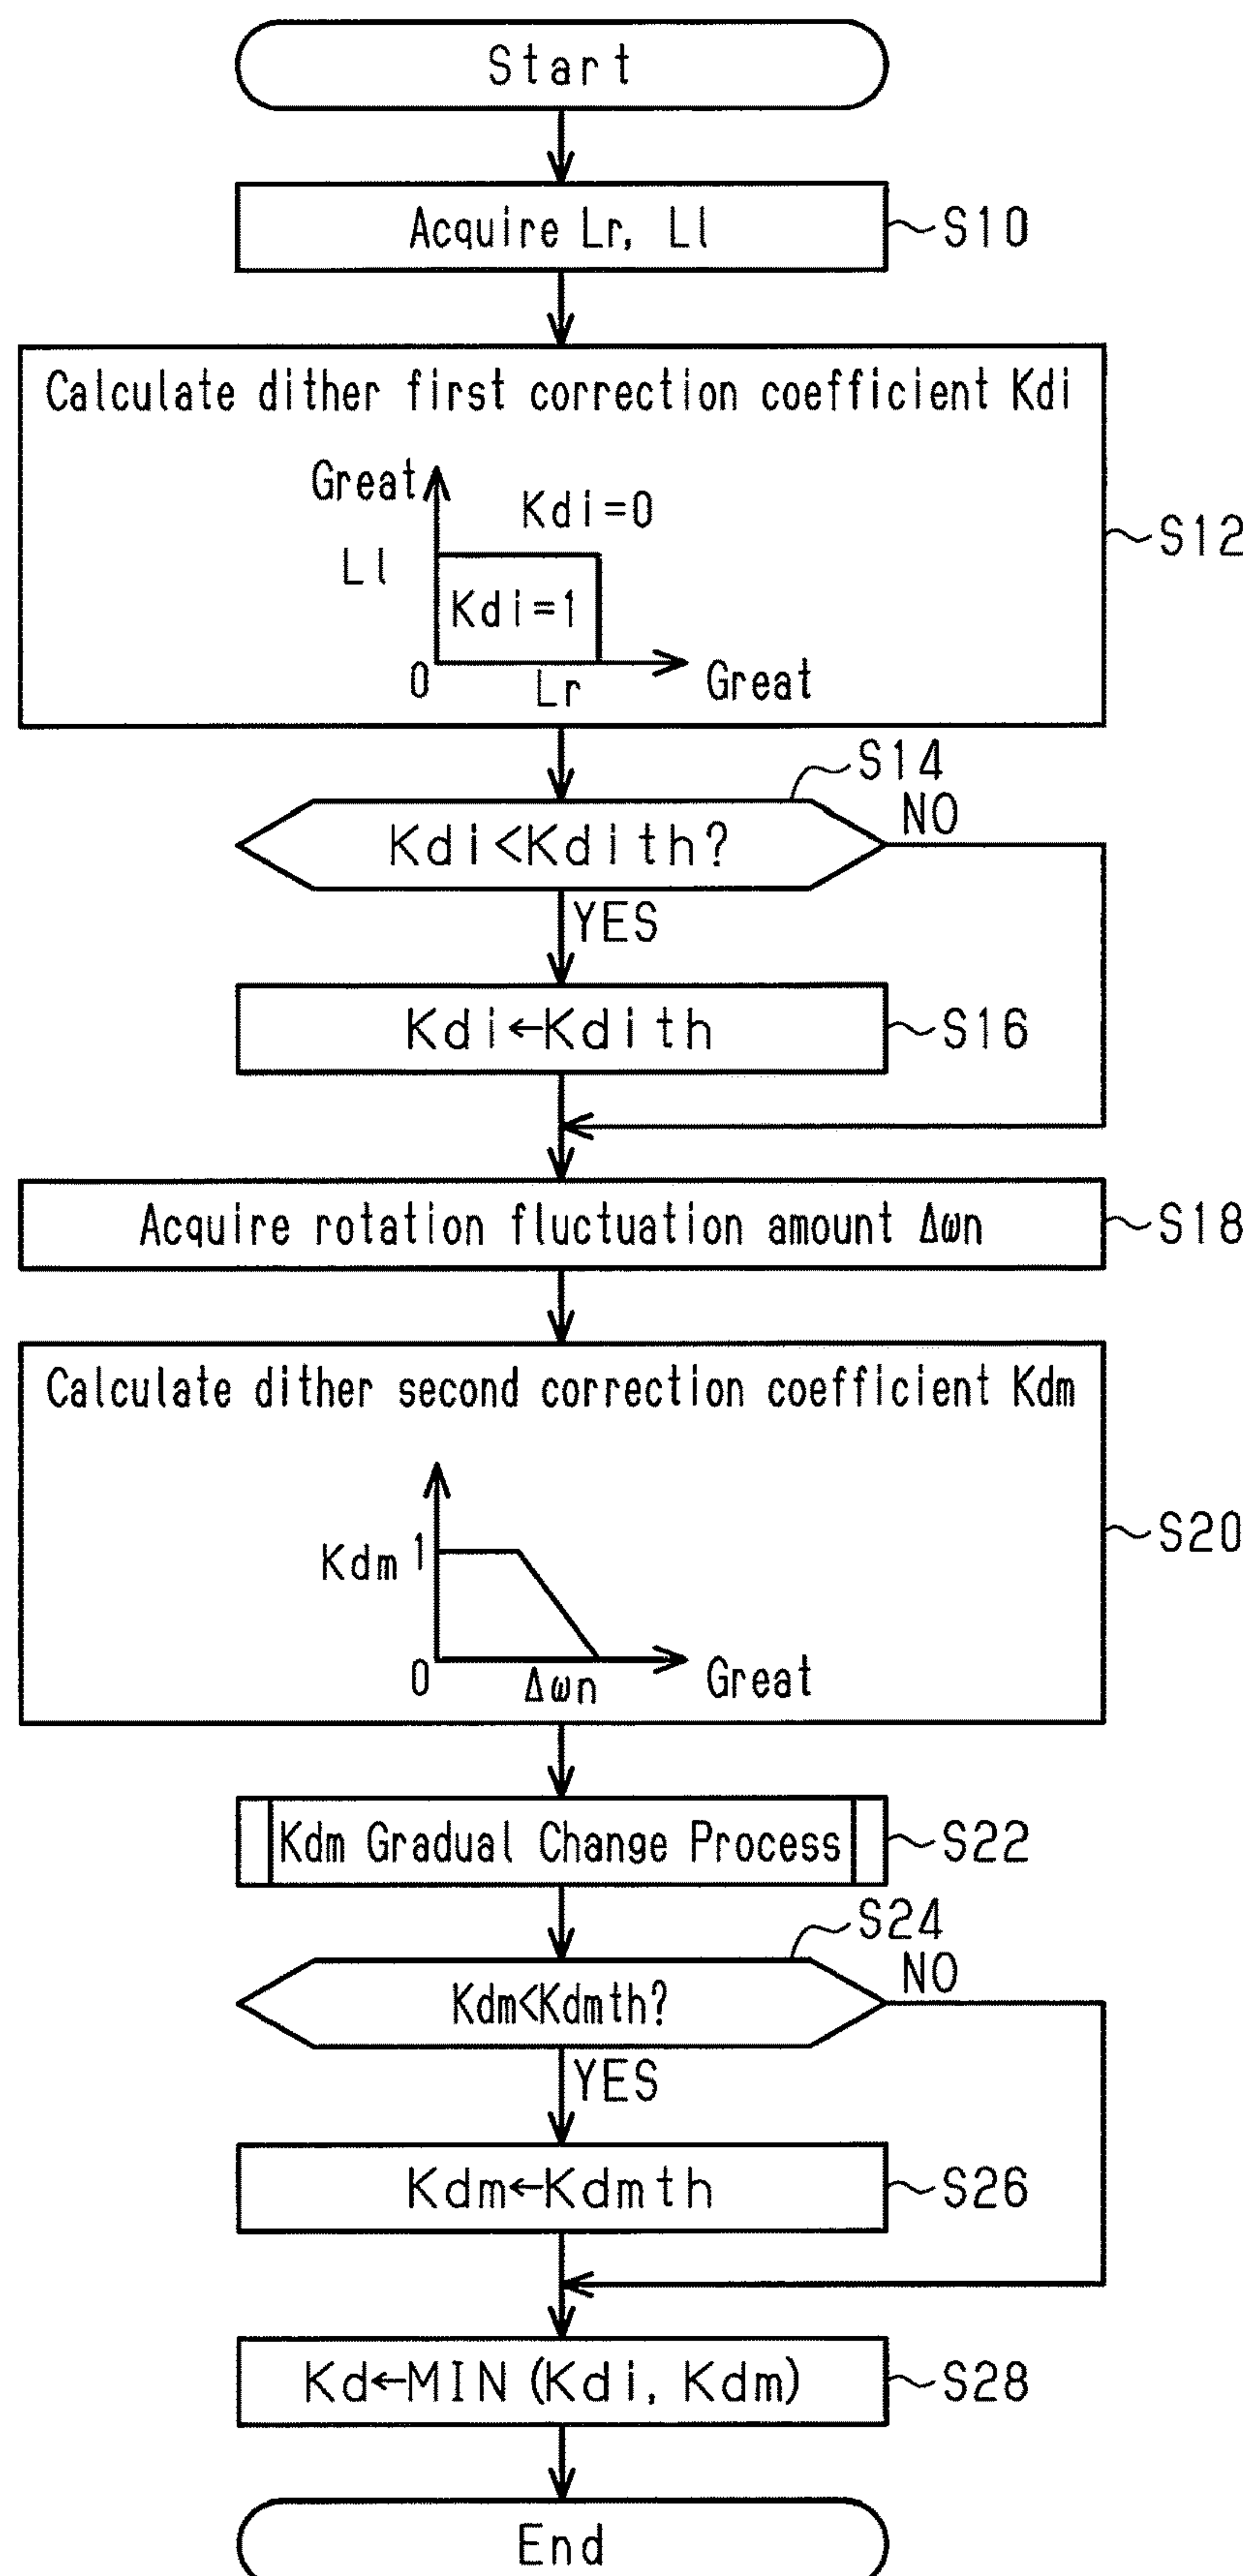 Start
Acquire Lr, Ll
S10
Calculate dither first correction coefficient Kdi
Great
Kdi=0
Ll
Kdi=1
0
Lr
Great
S12
S14
Kdi<Kdith?
NO
YES
Kdi←Kdith
S16
Acquire rotation fluctuation amount Δωn
S18
Calculate dither second correction coefficient Kdm
Kdm 1
0
Δωn
Great
S20
Kdm Gradual Change Process
S22
S24
Kdm<Kdmth?
NO
YES
Kdm←Kdmth
S26
Kd←MIN (Kdi, Kdm)
S28
End